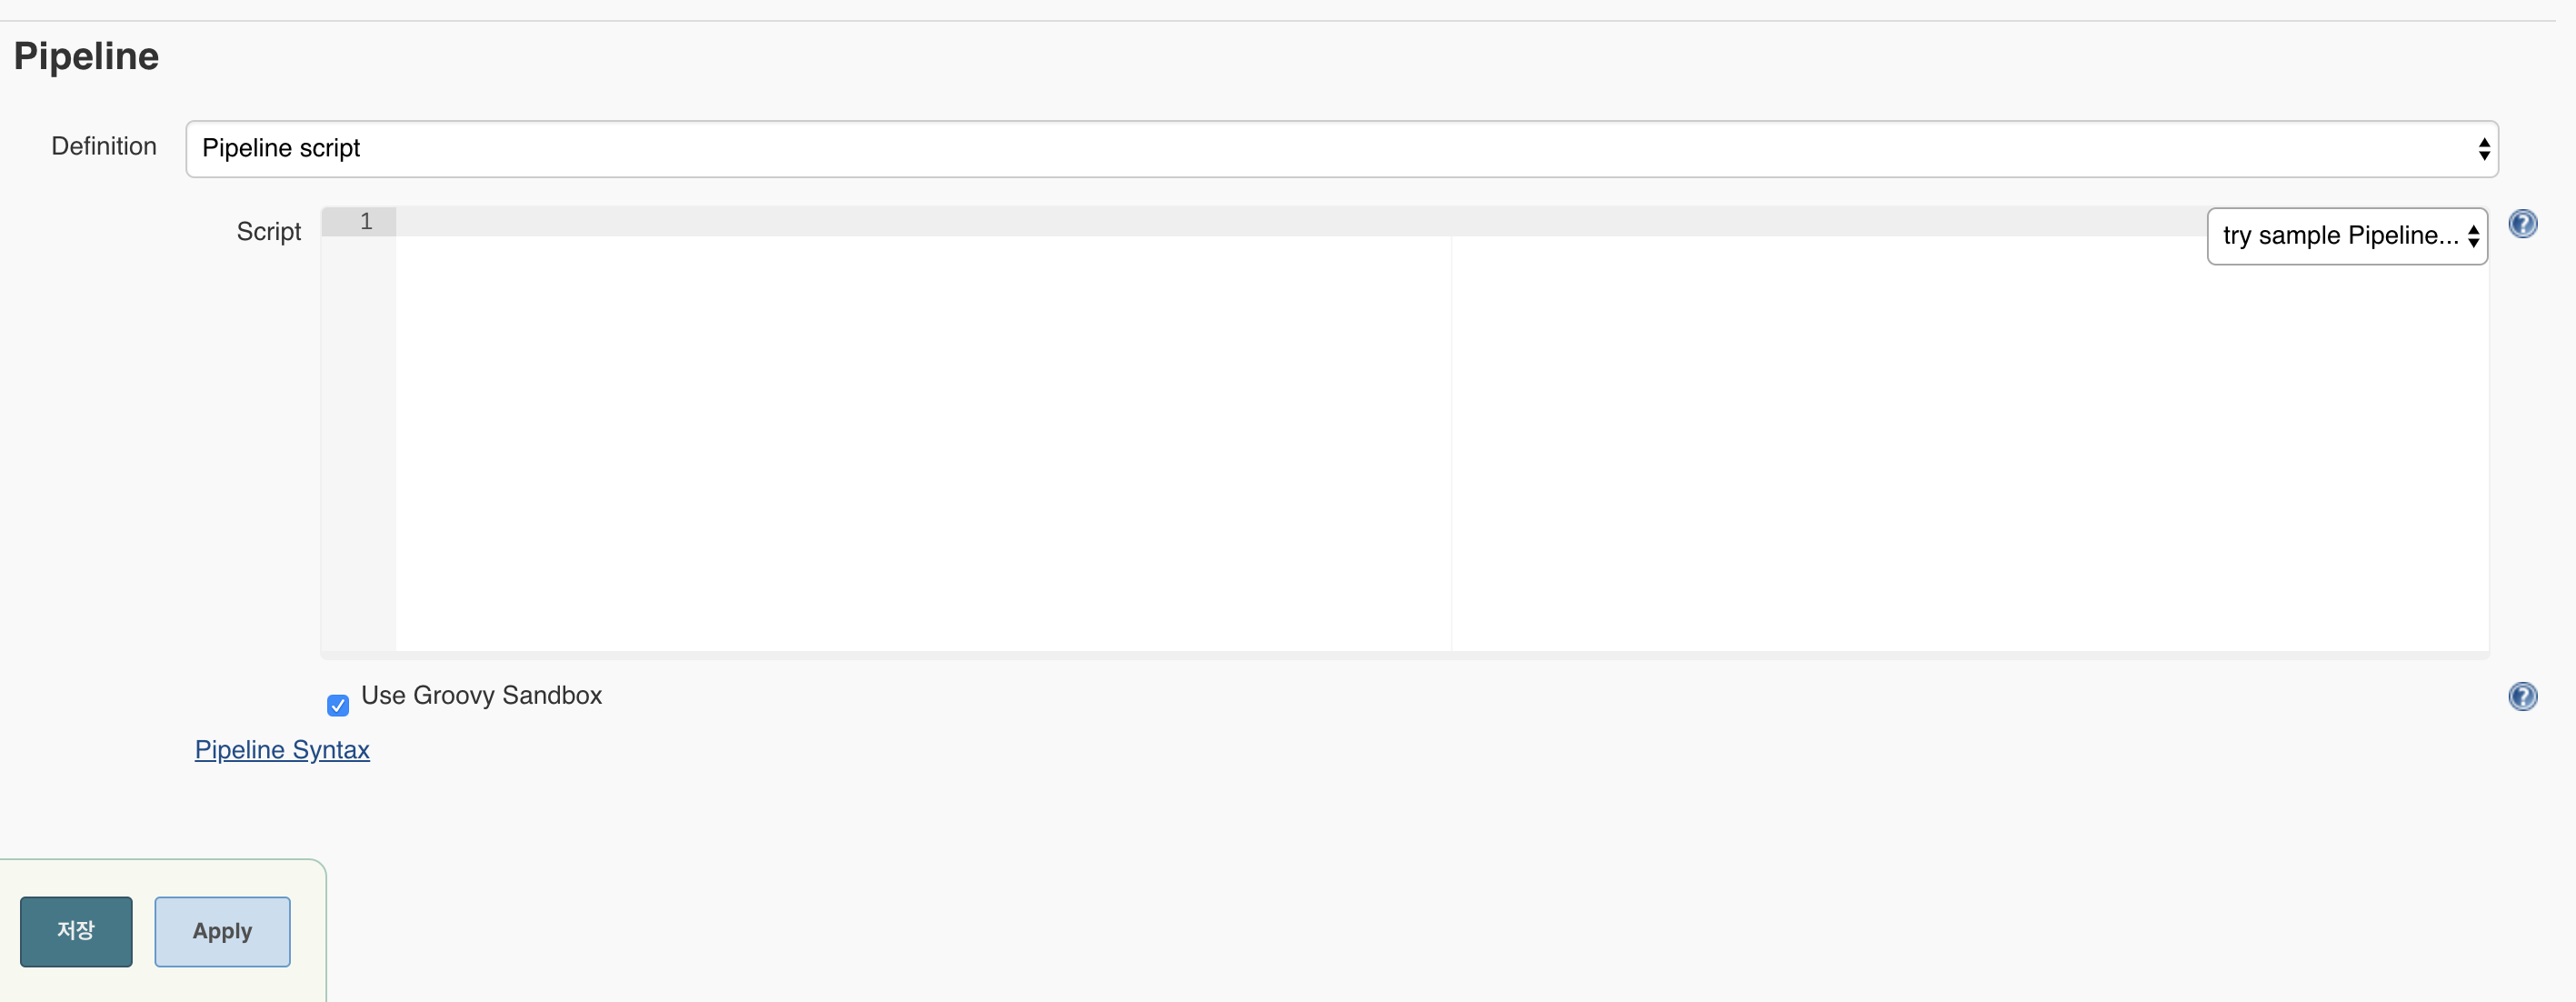 Pipeline
Definition
Pipeline script
Script
1
try sample Pipeline...
Use Groovy Sandbox
Pipeline Syntax
저장
Apply